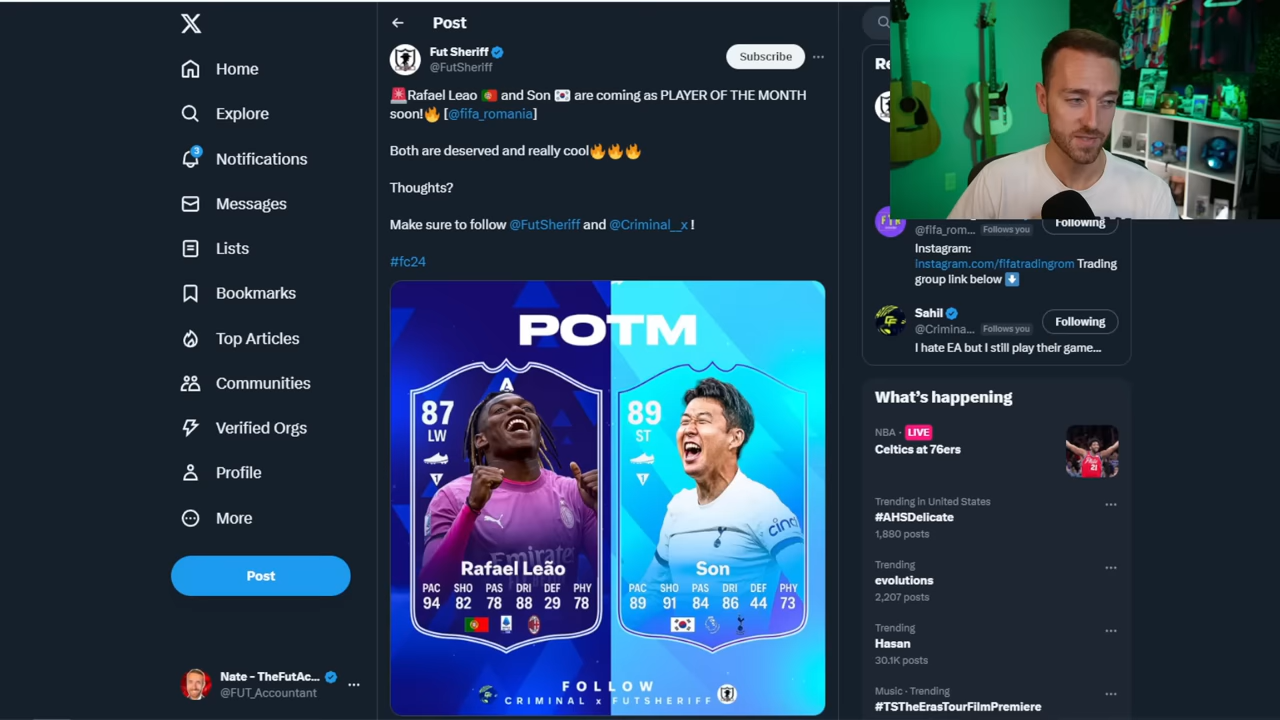 Home
Explore
3
Notifications
Messages
Lists
Bookmarks
Top Articles
Communities
Verified Orgs
Profile
More
Post
Nate - TheFutAc...
@FUT_Accountant
Post
Fut Sheriff
@FutSheriff
Subscribe
Rafael Leao and Son are coming as PLAYER OF THE MONTH
soon! [@fifa_romania]
Both are deserved and really cool
Thoughts?
Make sure to follow @FutSheriff and @Criminal__x !
#fc24
POTM
87
LW
Emirates
Rafael Leão
PAC SHO PAS DRI DEF PHY
94 82 78 88 29 78
89
ST
cinc
Son
PAC SHO PAS DRI DEF PHY
89 91 84 86 44 73
FOLLOW
CRIMINAL x FUTSHERIFF
Re
@fifa_rom... Follows you
Following
Instagram:
instagram.com/fifatradingrom Trading
group link below
Sahil
@Crimina... Follows you
Following
I hate EA but I still play their game...
What's happening
NBA · LIVE
Celtics at 76ers
Trending in United States
#AHSDelicate
1,880 posts
Trending
evolutions
2,207 posts
Trending
Hasan
30.1K posts
Music · Trending
#TSTheErasTourFilmPremiere